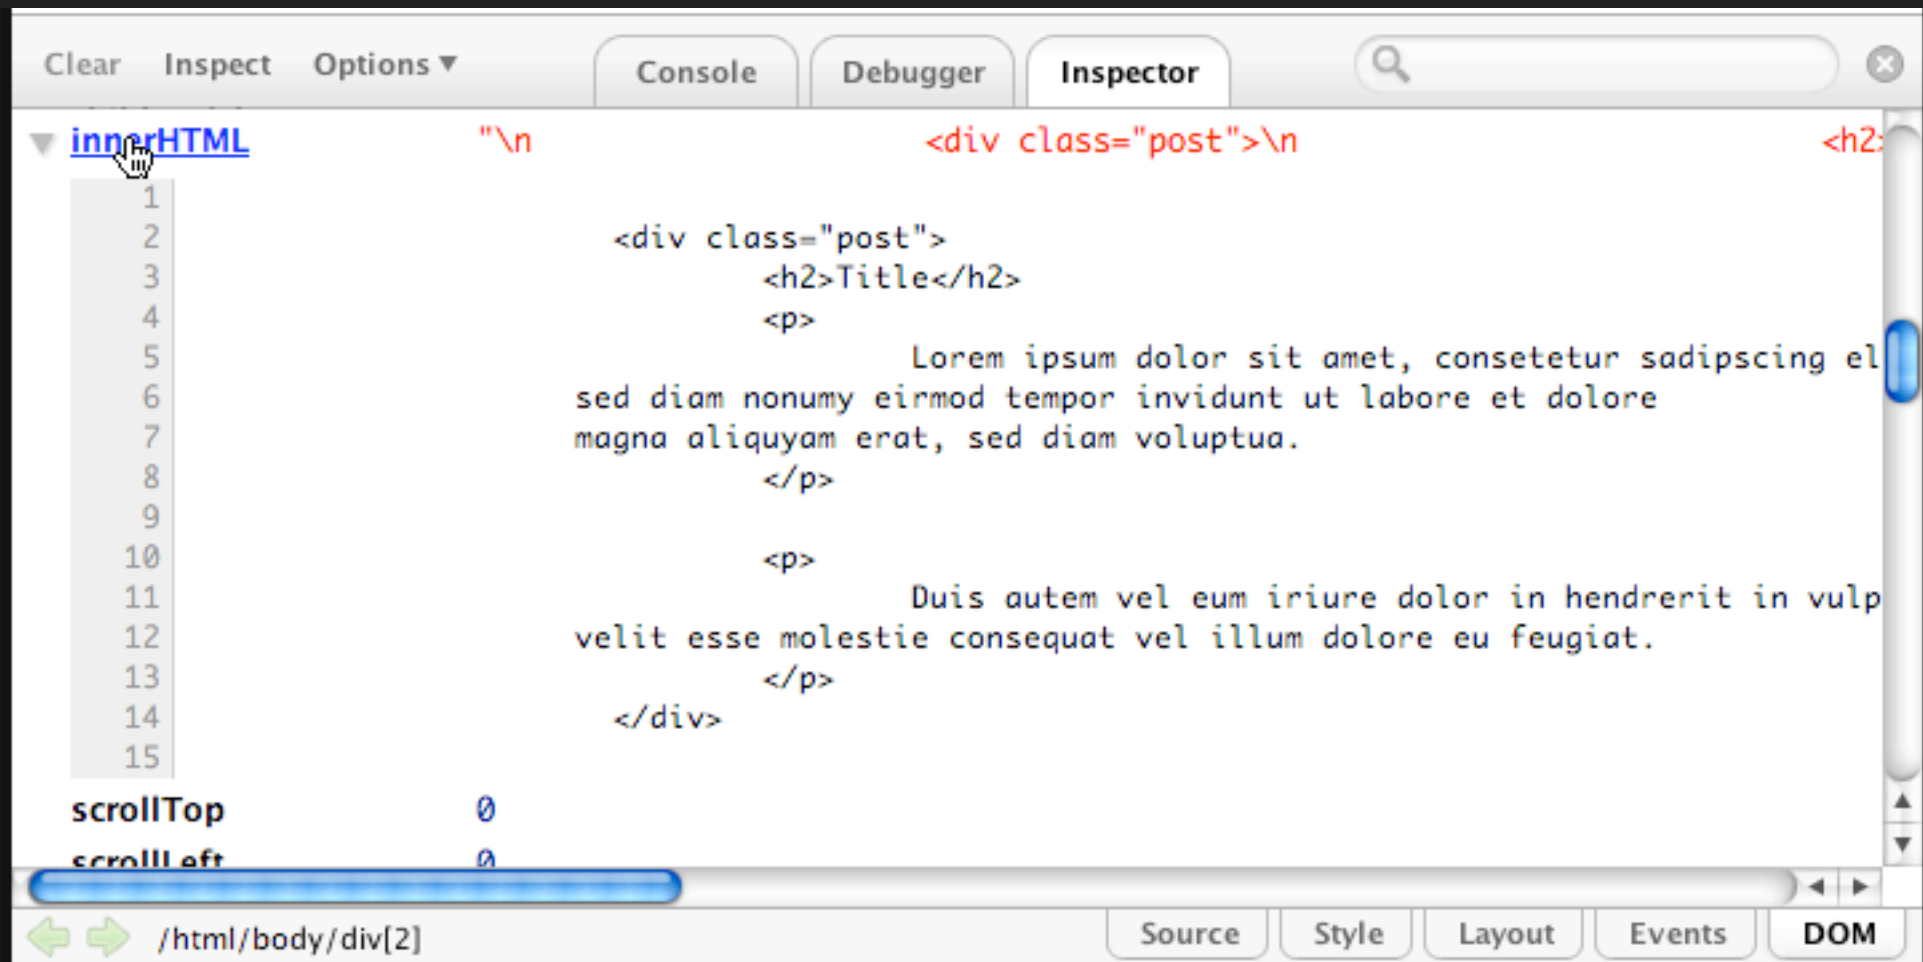 Clear Inspect Options ▼ Console Debugger Inspector
innerHTML "\n <div class="post">\n <h2>
1
2 <div class="post">
3 <h2>Title</h2>
4 <p>
5 Lorem ipsum dolor sit amet, consetetur sadipscing el
6 sed diam nonumy eirmod tempor invidunt ut labore et dolore
7 magna aliquyam erat, sed diam voluptua.
8 </p>
9
10 <p>
11 Duis autem vel eum iriure dolor in hendrerit in vulp
12 velit esse molestie consequat vel illum dolore eu feugiat.
13 </p>
14 </div>
15
scrollTop 0
scrollLeft 0
/html/body/div[2] Source Style Layout Events DOM